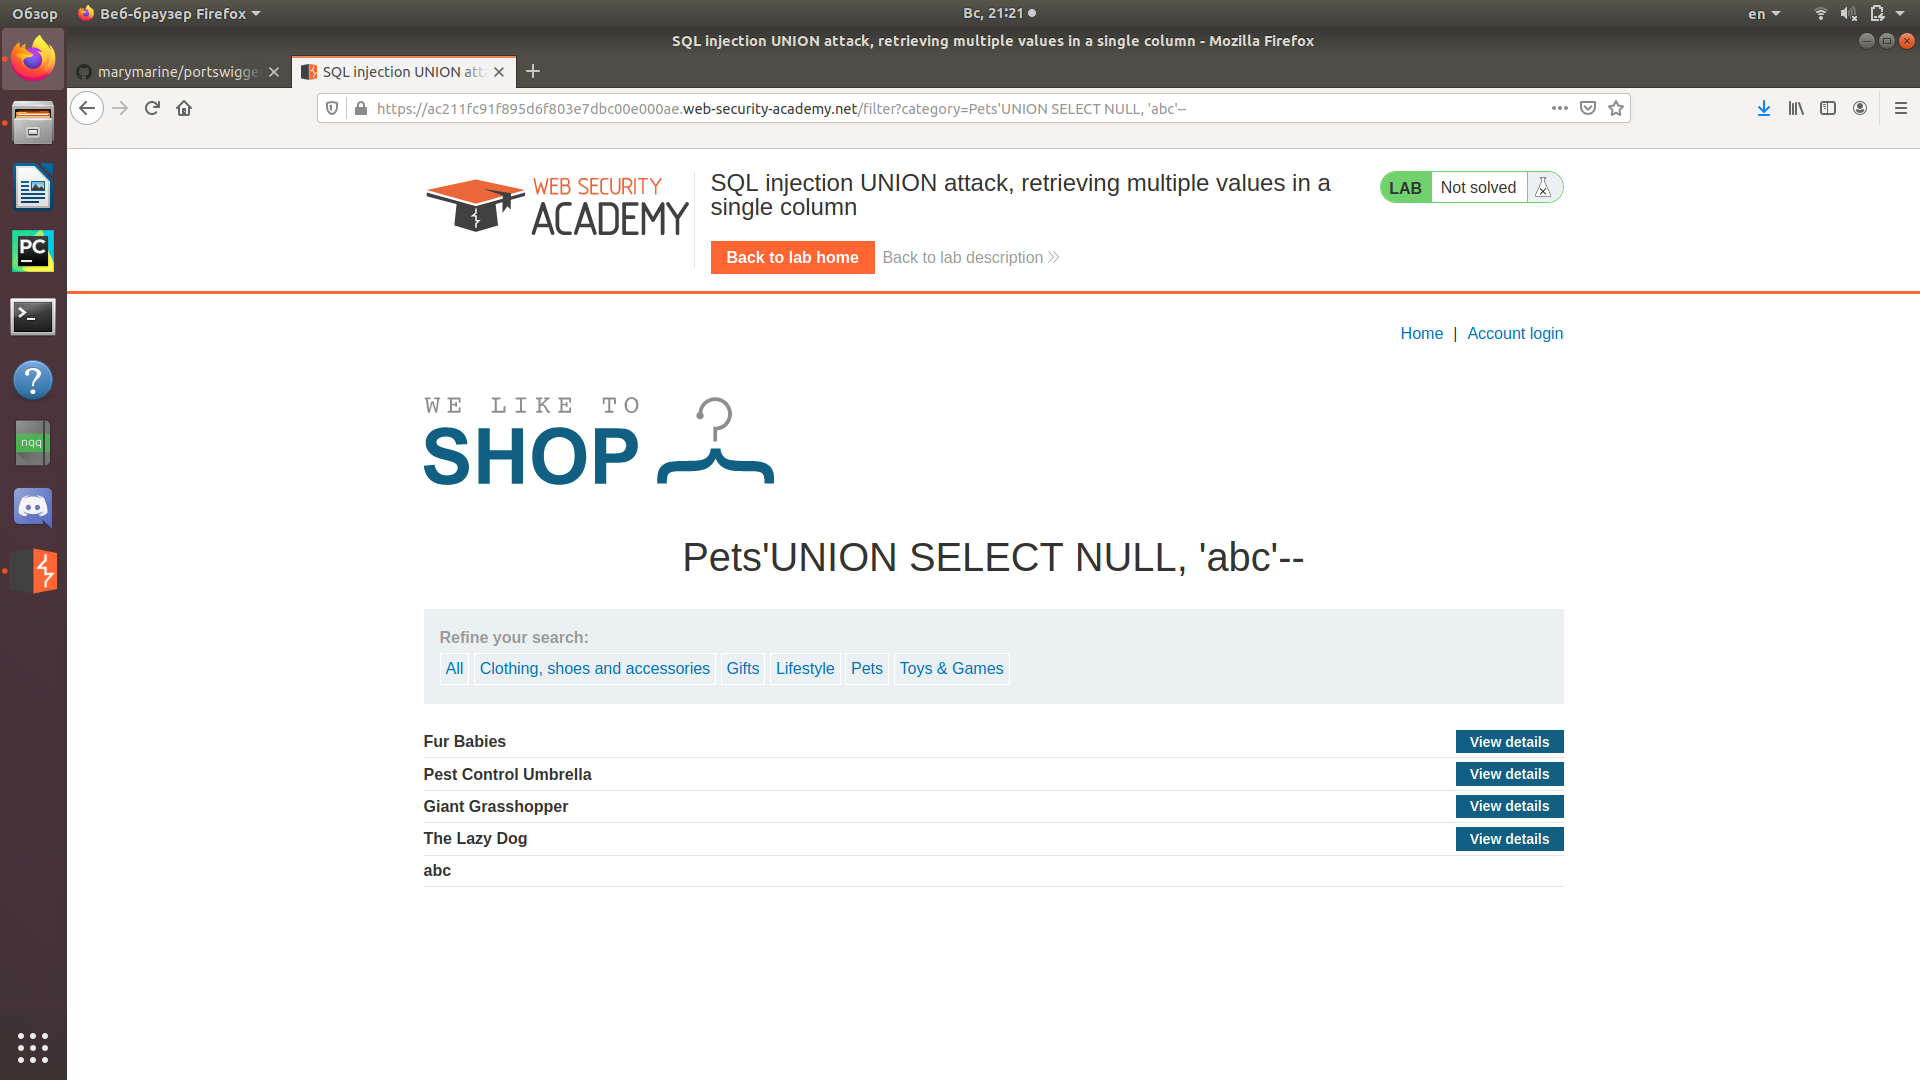 Обзор
Веб-браузер Firefox
Вс, 21:21
en
SQL injection UNION attack, retrieving multiple values in a single column - Mozilla Firefox
marymarine/portswigge
SQL injection UNION att
https://ac211fc91f895d6f803e7dbc00e000ae.web-security-academy.net/filter?category=Pets'UNION SELECT NULL, 'abc'--
WEB SECURITY
ACADEMY
SQL injection UNION attack, retrieving multiple values in a
single column
LAB Not solved
Back to lab home
Back to lab description
Home | Account login
WE LIKE TO
SHOP
Pets'UNION SELECT NULL, 'abc'--
Refine your search:
All Clothing, shoes and accessories Gifts Lifestyle Pets Toys & Games
Fur Babies View details
Pest Control Umbrella View details
Giant Grasshopper View details
The Lazy Dog View details
abc
PC
nqq